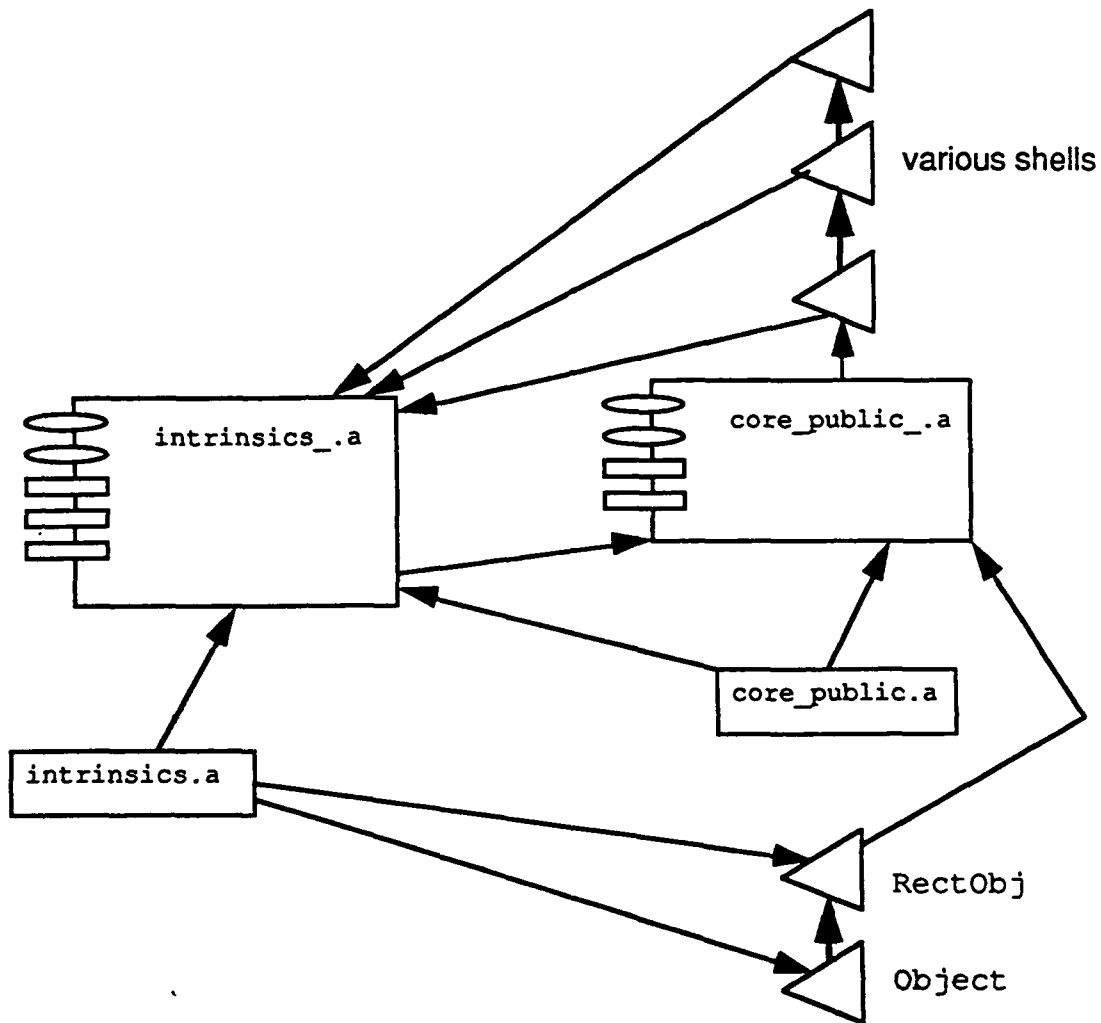 various shells
intrinsics_.a
core_public_.a
core_public.a
intrinsics.a
RectObj
Object